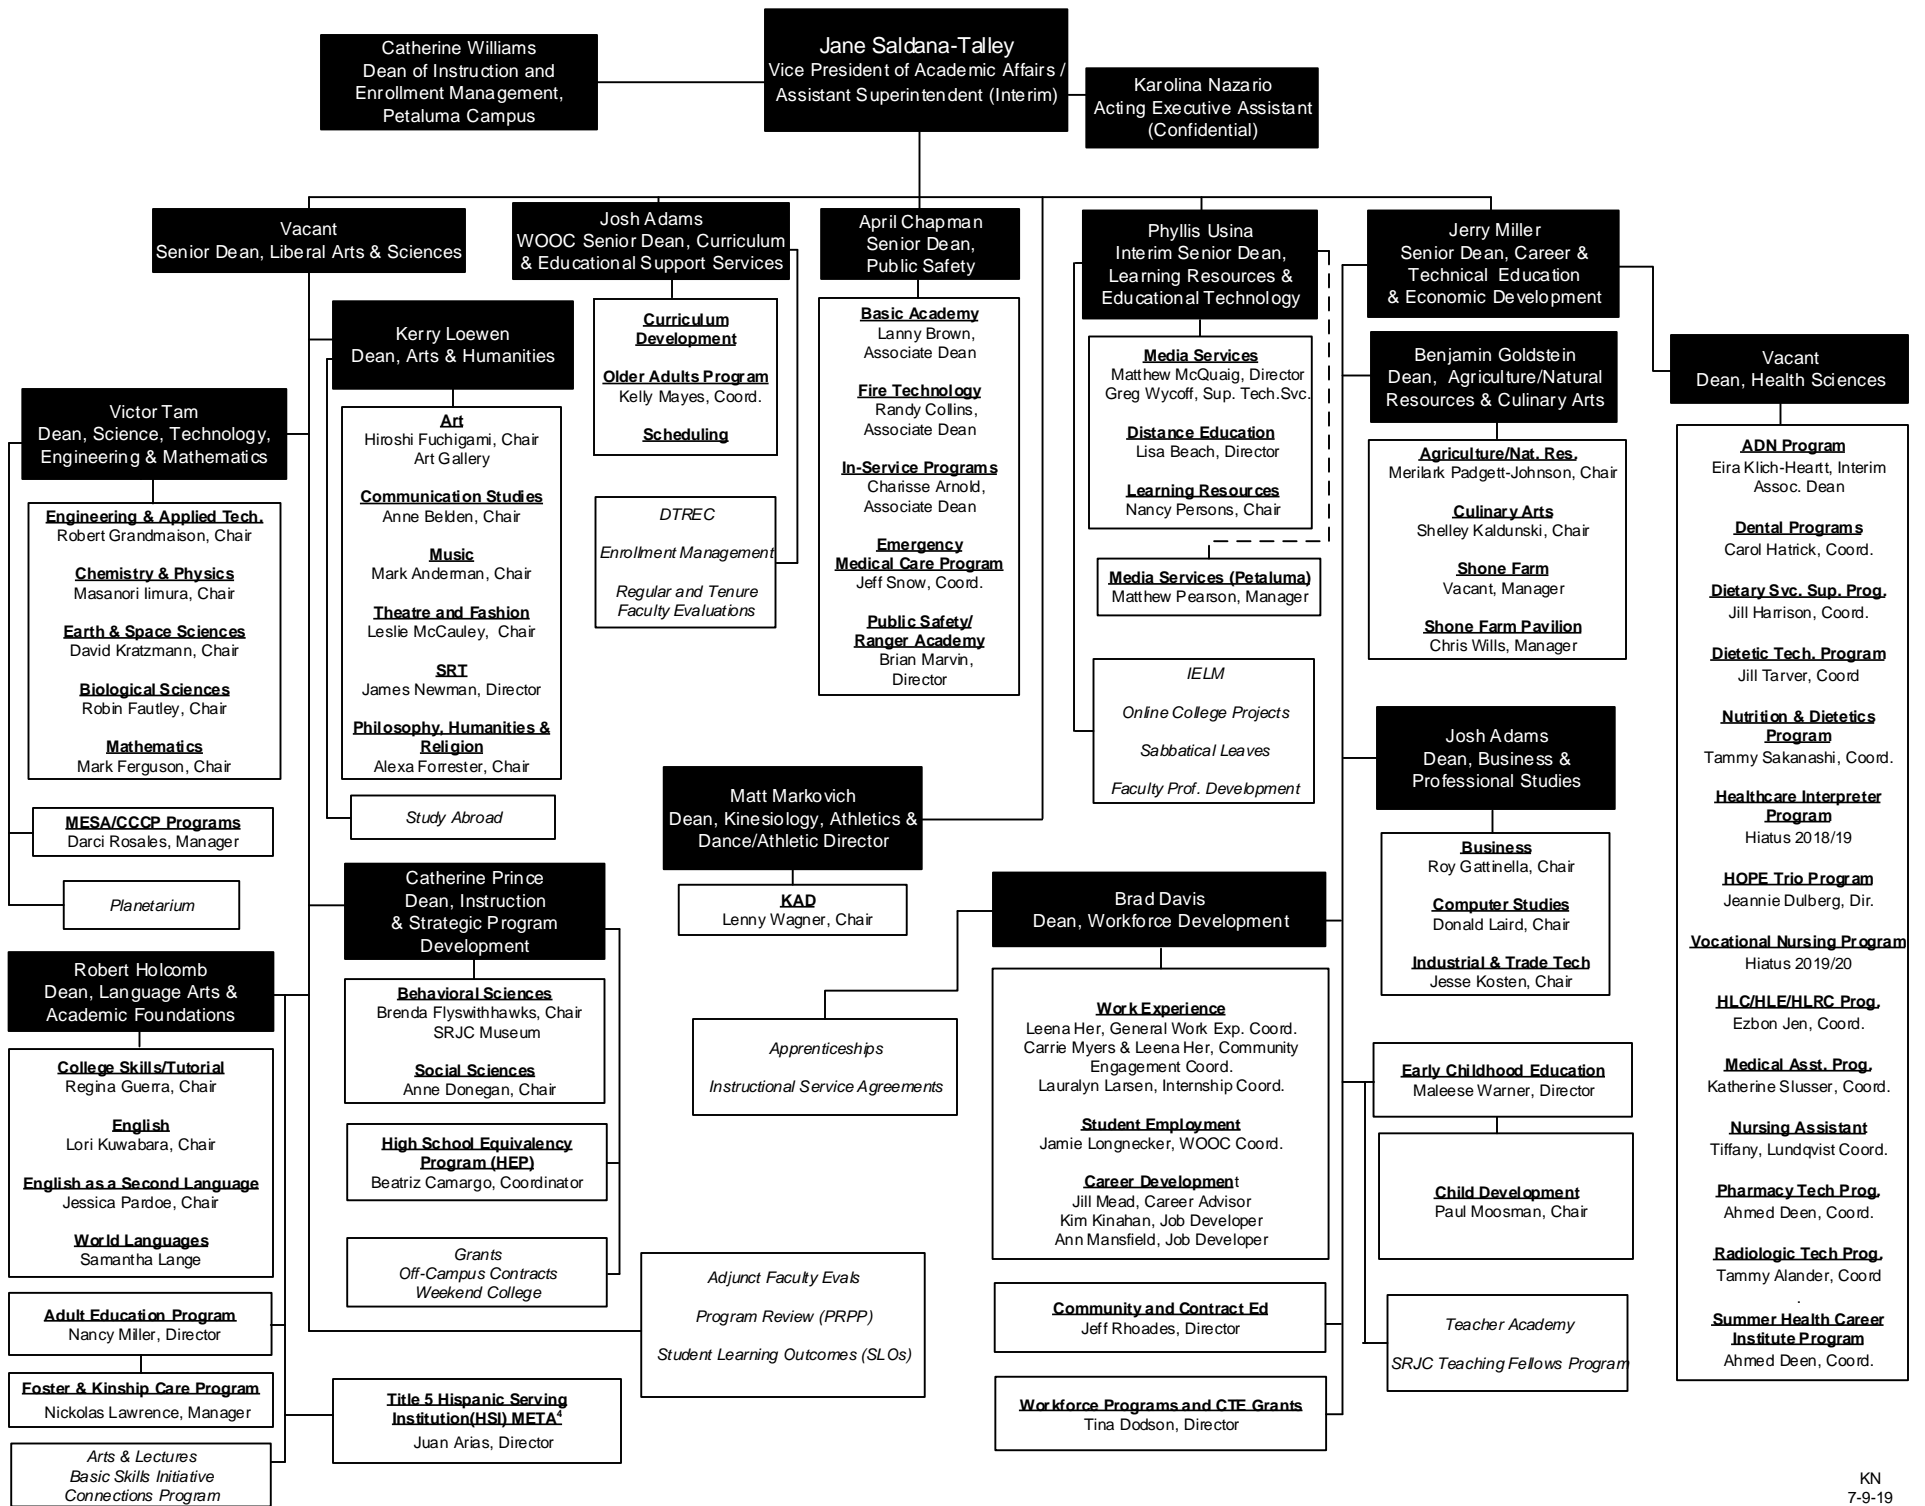 Jane Saldana-Talley
Vice President of Academic Affairs /
Assistant Superintendent (Interim)
Catherine Williams
Dean of Instruction and
Enrollment Management,
Petaluma Campus
Karolina Nazario
Acting Executive Assistant
(Confidential)
Vacant
Senior Dean, Liberal Arts & Sciences
Josh Adams
WOOC Senior Dean, Curriculum
& Educational Support Services
April Chapman
Senior Dean,
Public Safety
Phyllis Usina
Interim Senior Dean,
Learning Resources &
Educational Technology
Jerry Miller
Senior Dean, Career &
Technical Education
& Economic Development
Kerry Loewen
Dean, Arts & Humanities
Art
Hiroshi Fuchigami, Chair
Art Gallery
Communication Studies
Anne Belden, Chair
Music
Mark Anderman, Chair
Theatre and Fashion
Leslie McCauley, Chair
SRT
James Newman, Director
Philosophy, Humanities &
Religion
Alexa Forrester, Chair
Study Abroad
Victor Tam
Dean, Science, Technology,
Engineering & Mathematics
Engineering & Applied Tech.
Robert Grandmaison, Chair
Chemistry & Physics
Masanori Iimura, Chair
Earth & Space Sciences
David Kratzmann, Chair
Biological Sciences
Robin Fautley, Chair
Mathematics
Mark Ferguson, Chair
MESA/CCCP Programs
Darci Rosales, Manager
Planetarium
Curriculum
Development
Older Adults Program
Kelly Mayes, Coord.
Scheduling
DTREC
Enrollment Management
Regular and Tenure
Faculty Evaluations
Basic Academy
Lanny Brown,
Associate Dean
Fire Technology
Randy Collins,
Associate Dean
In-Service Programs
Charisse Arnold,
Associate Dean
Emergency
Medical Care Program
Jeff Snow, Coord.
Public Safety/
Ranger Academy
Brian Marvin,
Director
Media Services
Matthew McQuaig, Director
Greg Wycoff, Sup. Tech.Svc.
Distance Education
Lisa Beach, Director
Learning Resources
Nancy Persons, Chair
Media Services (Petaluma)
Matthew Pearson, Manager
IELM
Online College Projects
Sabbatical Leaves
Faculty Prof. Development
Benjamin Goldstein
Dean, Agriculture/Natural
Resources & Culinary Arts
Agriculture/Nat. Res.
Merilark Padgett-Johnson, Chair
Culinary Arts
Shelley Kaldunski, Chair
Shone Farm
Vacant, Manager
Shone Farm Pavilion
Chris Wills, Manager
Vacant
Dean, Health Sciences
ADN Program
Eira Klich-Heartt, Interim
Assoc. Dean
Dental Programs
Carol Hatrick, Coord.
Dietary Svc. Sup. Prog.
Jill Harrison, Coord.
Dietetic Tech. Program
Jill Tarver, Coord
Nutrition & Dietetics
Program
Tammy Sakanashi, Coord.
Healthcare Interpreter
Program
Hiatus 2018/19
HOPE Trio Program
Jeannie Dulberg, Dir.
Vocational Nursing Program
Hiatus 2019/20
HLC/HLE/HLRC Prog.
Ezbon Jen, Coord.
Medical Asst. Prog.
Katherine Slusser, Coord.
Nursing Assistant
Tiffany, Lundqvist Coord.
Pharmacy Tech Prog.
Ahmed Deen, Coord.
Radiologic Tech Prog.
Tammy Alander, Coord
.
Summer Health Career
Institute Program
Ahmed Deen, Coord.
Josh Adams
Dean, Business &
Professional Studies
Business
Roy Gattinella, Chair
Computer Studies
Donald Laird, Chair
Industrial & Trade Tech
Jesse Kosten, Chair
Matt Markovich
Dean, Kinesiology, Athletics &
Dance/Athletic Director
KAD
Lenny Wagner, Chair
Catherine Prince
Dean, Instruction
& Strategic Program
Development
Behavioral Sciences
Brenda Flyswithhawks, Chair
SRJC Museum
Social Sciences
Anne Donegan, Chair
High School Equivalency
Program (HEP)
Beatriz Camargo, Coordinator
Grants
Off-Campus Contracts
Weekend College
Brad Davis
Dean, Workforce Development
Apprenticeships
Instructional Service Agreements
Work Experience
Leena Her, General Work Exp. Coord.
Carrie Myers & Leena Her, Community
Engagement Coord.
Lauralyn Larsen, Internship Coord.
Student Employment
Jamie Longnecker, WOOC Coord.
Career Development
Jill Mead, Career Advisor
Kim Kinahan, Job Developer
Ann Mansfield, Job Developer
Community and Contract Ed
Jeff Rhoades, Director
Workforce Programs and CTE Grants
Tina Dodson, Director
Early Childhood Education
Maleese Warner, Director
Child Development
Paul Moosman, Chair
Teacher Academy
SRJC Teaching Fellows Program
Robert Holcomb
Dean, Language Arts &
Academic Foundations
College Skills/Tutorial
Regina Guerra, Chair
English
Lori Kuwabara, Chair
English as a Second Language
Jessica Pardoe, Chair
World Languages
Samantha Lange
Adult Education Program
Nancy Miller, Director
Foster & Kinship Care Program
Nickolas Lawrence, Manager
Arts & Lectures
Basic Skills Initiative
Connections Program
Adjunct Faculty Evals
Program Review (PRPP)
Student Learning Outcomes (SLOs)
Title 5 Hispanic Serving
Institution(HSI) META⁴
Juan Arias, Director
KN
7-9-19